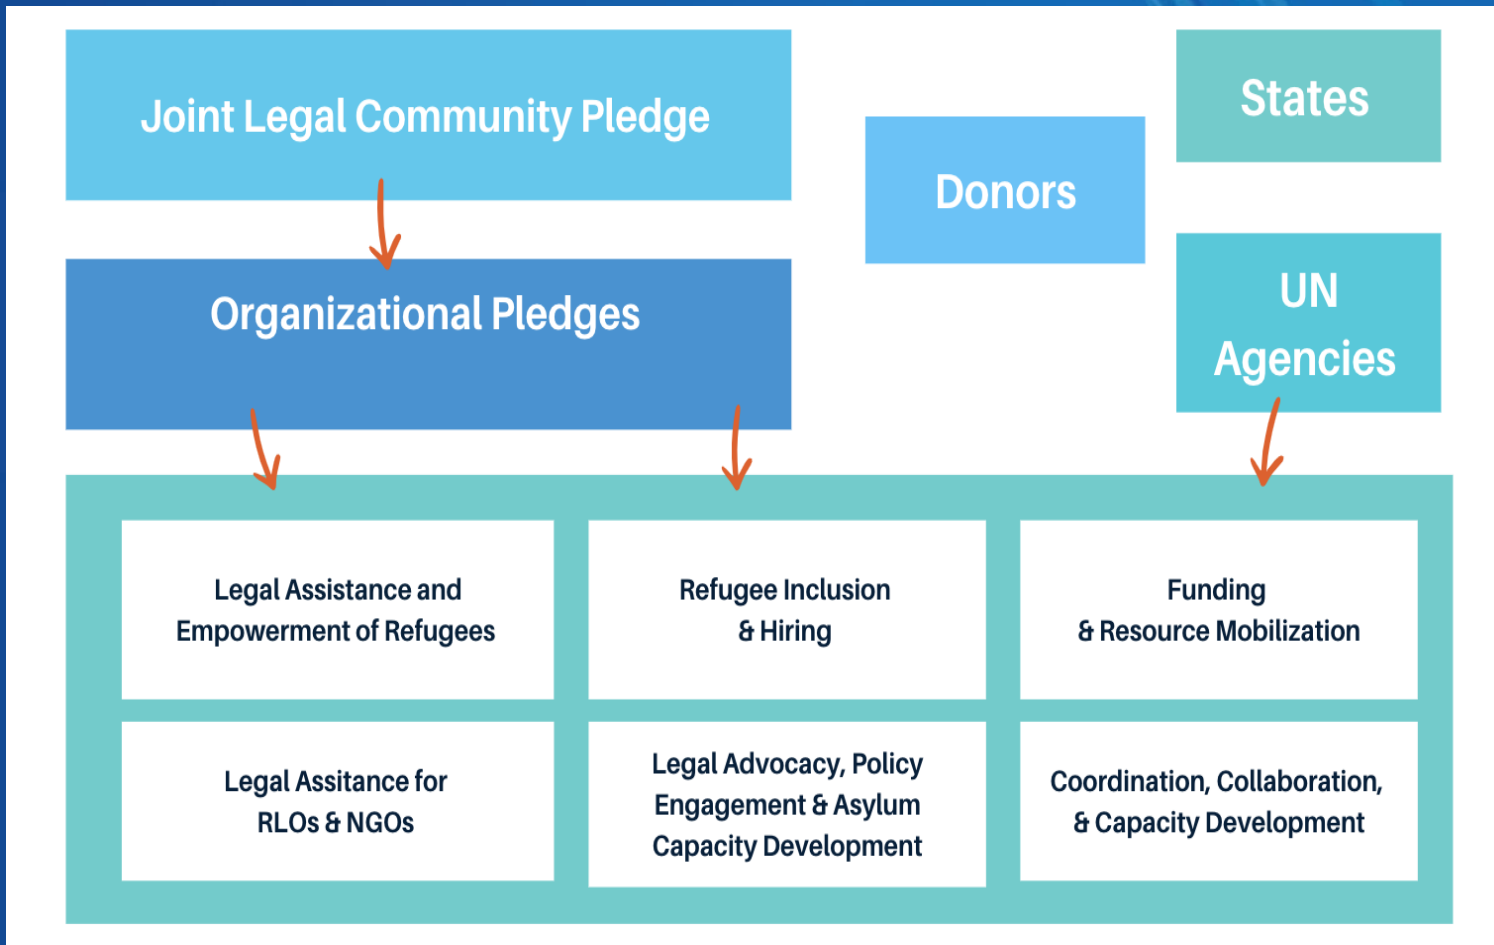 Joint Legal Community Pledge
States
Donors
Organizational Pledges
UN
Agencies
Legal Assistance and
Empowerment of Refugees
Refugee Inclusion
& Hiring
Funding
& Resource Mobilization
Legal Assitance for
RLOs & NGOs
Legal Advocacy, Policy
Engagement & Asylum
Capacity Development
Coordination, Collaboration,
& Capacity Development